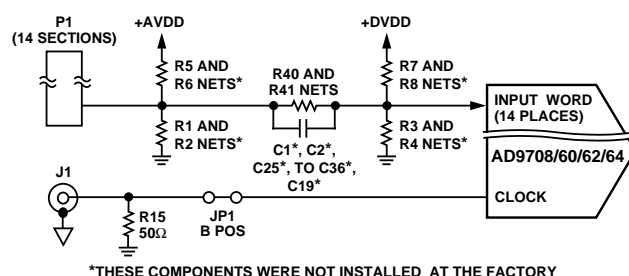 P1
(14 SECTIONS)
+AVDD
R5 AND
R6 NETS*
R1 AND
R2 NETS*
R40 AND
R41 NETS
C1*, C2*,
C25*, TO C36*,
C19*
+DVDD
R7 AND
R8 NETS*
R3 AND
R4 NETS*
INPUT WORD
(14 PLACES)
AD9708/60/62/64
CLOCK
J1
R15
50Ω
JP1
B POS
*THESE COMPONENTS WERE NOT INSTALLED AT THE FACTORY